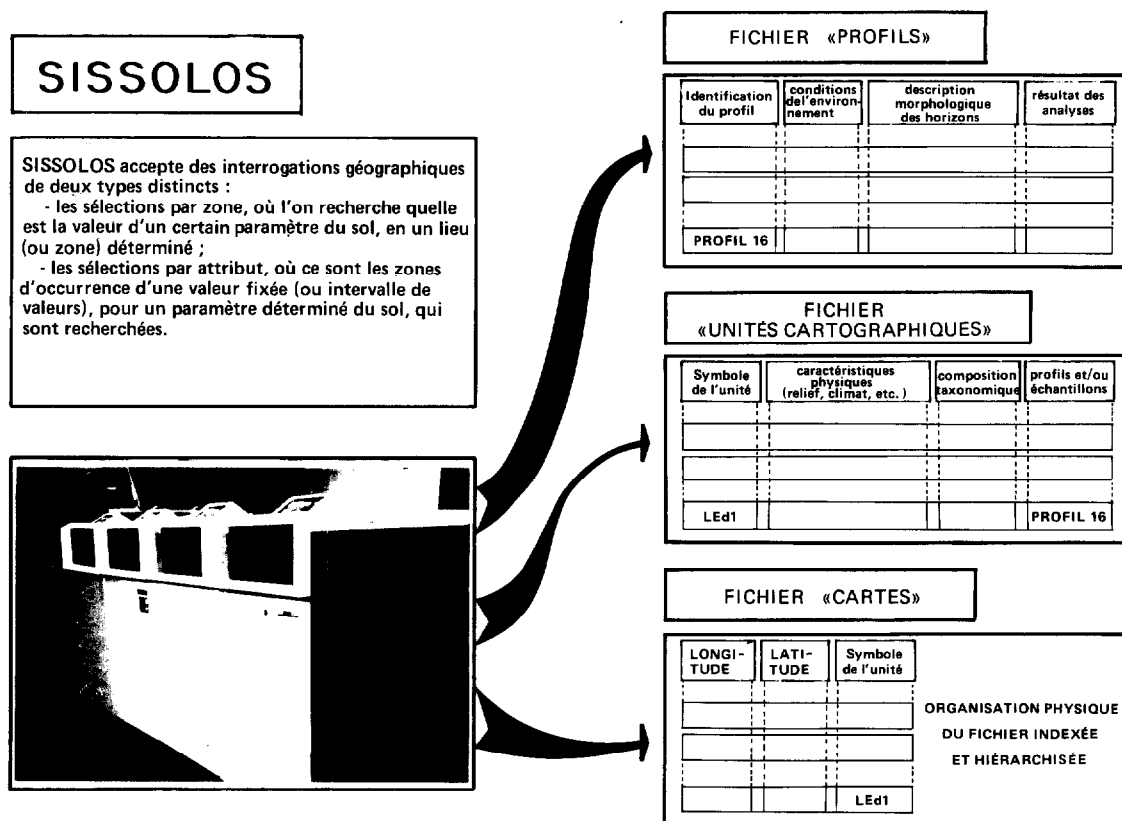 SISSOLOS
SISSOLOS accepte des interrogations géographiques
de deux types distincts :
- les sélections par zone, où l'on recherche quelle
est la valeur d'un certain paramètre du sol, en un lieu
(ou zone) déterminé ;
- les sélections par attribut, où ce sont les zones
d'occurrence d'une valeur fixée (ou intervalle de
valeurs), pour un paramètre déterminé du sol, qui
sont recherchées.
FICHIER «PROFILS»
Identification
du profil
conditions
del'environ-
nement
description
morphologique
des horizons
résultat des
analyses
PROFIL 16
FICHIER
«UNITÉS CARTOGRAPHIQUES»
Symbole
de l'unité
caractéristiques
physiques
(relief, climat, etc.)
composition
taxonomique
profils et/ou
échantillons
LEd1
PROFIL 16
FICHIER «CARTES»
LONGI-
TUDE
LATI-
TUDE
Symbole
de l'unité
LEd1
ORGANISATION PHYSIQUE
DU FICHIER INDEXÉE
ET HIÉRARCHISÉE